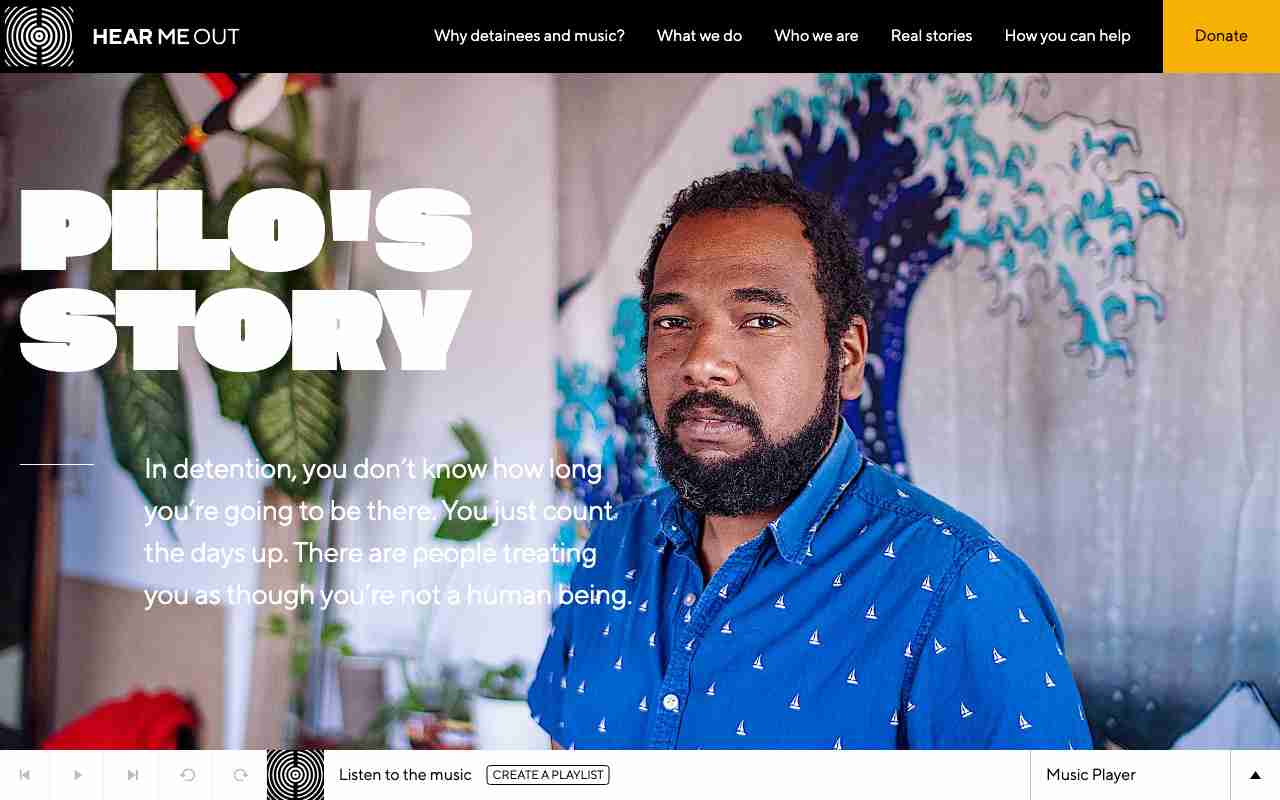 HEAR ME OUT
Why detainees and music?
What we do
Who we are
Real stories
How you can help
Donate
PILO'S
STORY
In detention, you don’t know how long
you’re going to be there. You just count
the days up. There are people treating
you as though you’re not a human being.
Listen to the music
CREATE A PLAYLIST
Music Player